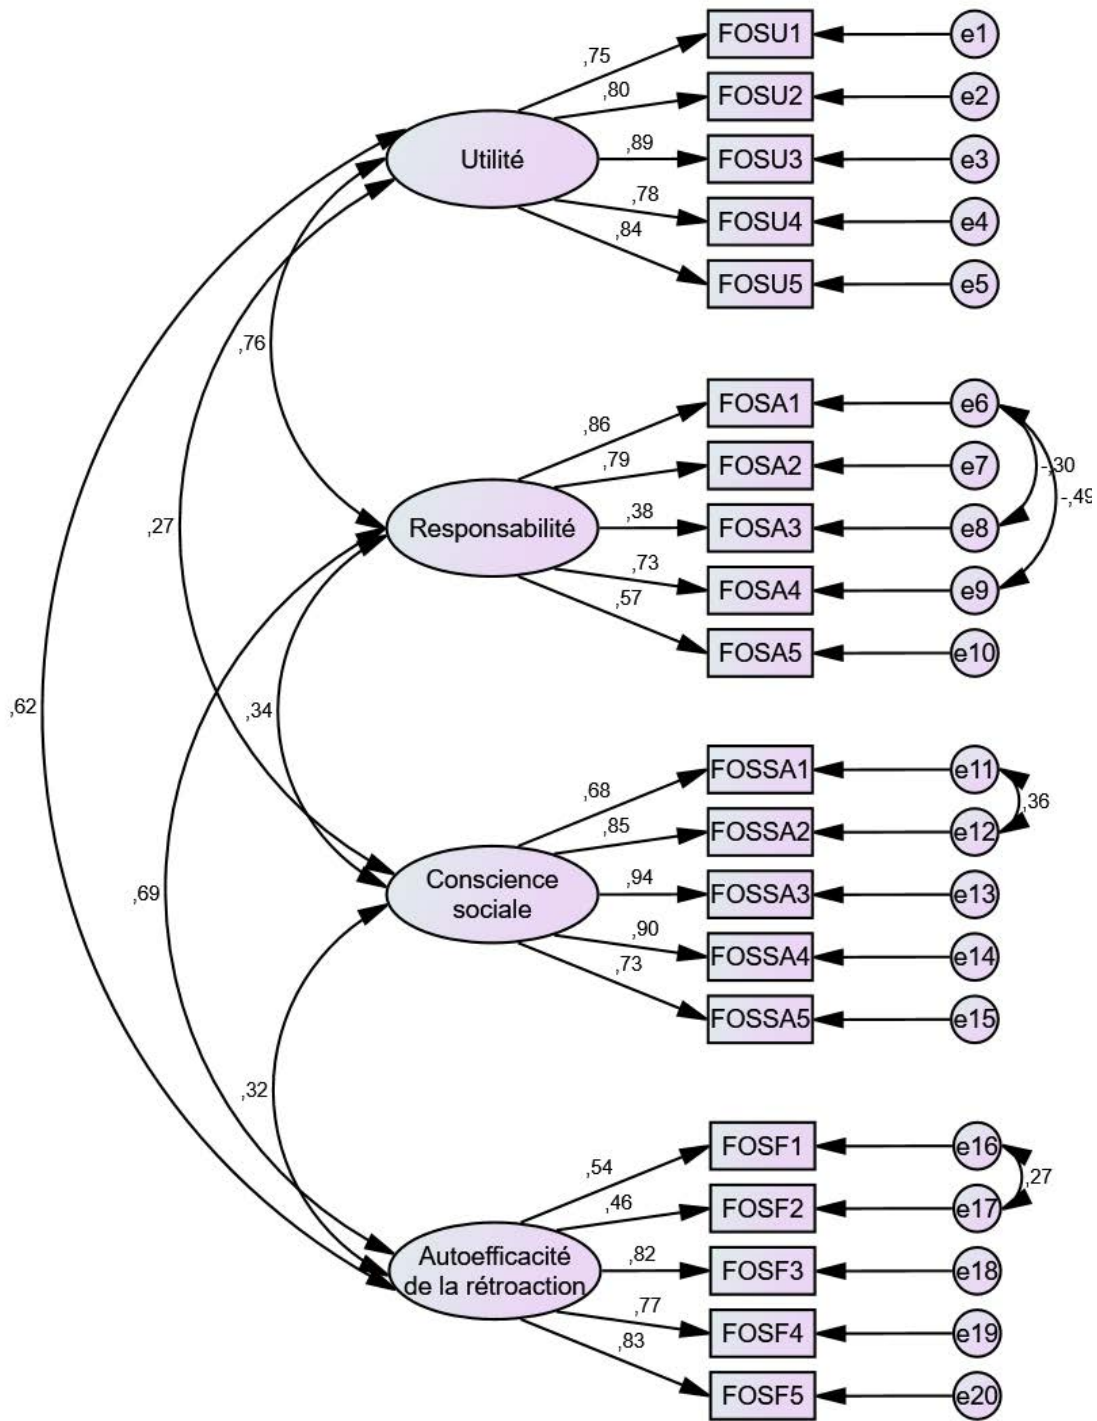 FOSU1
e1
,75
FOSU2
e2
,80
Utilité
,89
FOSU3
e3
,78
FOSU4
e4
,84
FOSU5
e5
,76
FOSA1
e6
,86
FOSA2
e7
,79
-,30
-,49
Responsabilité
,38
FOSA3
e8
,27
,73
FOSA4
e9
,57
FOSA5
e10
,62
,34
FOSSA1
e11
,68
,36
FOSSA2
e12
,85
Conscience
sociale
,94
FOSSA3
e13
,69
,90
FOSSA4
e14
,73
FOSSA5
e15
,32
FOSF1
e16
,54
,27
FOSF2
e17
,46
Autoefficacité
de la rétroaction
,82
FOSF3
e18
,77
FOSF4
e19
,83
FOSF5
e20